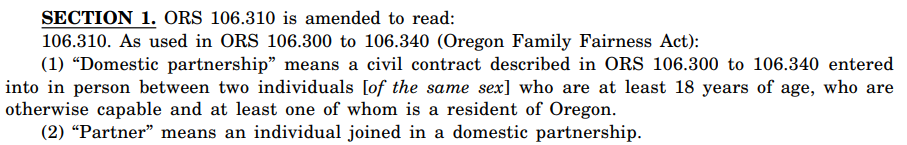 SECTION 1. ORS 106.310 is amended to read:
106.310. As used in ORS 106.300 to 106.340 (Oregon Family Fairness Act):
(1) “Domestic partnership” means a civil contract described in ORS 106.300 to 106.340 entered
into in person between two individuals [of the same sex] who are at least 18 years of age, who are
otherwise capable and at least one of whom is a resident of Oregon.
(2) “Partner” means an individual joined in a domestic partnership.